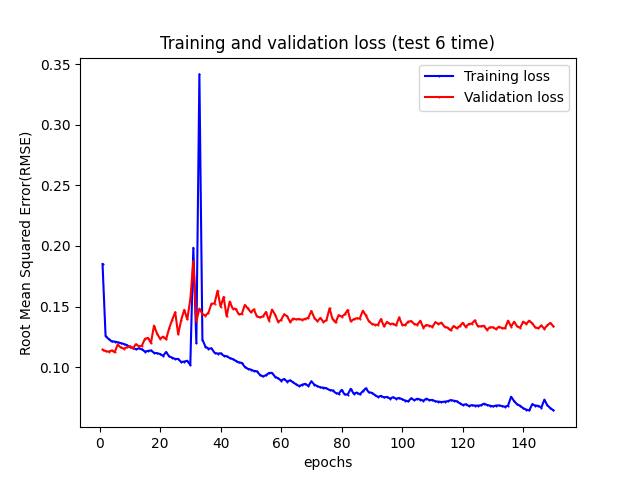 Training and validation loss (test 6 time)
Training loss
Validation loss
Root Mean Squared Error(RMSE)
0.35
0.30
0.25
0.20
0.15
0.10
0 20 40 60 80 100 120 140
epochs